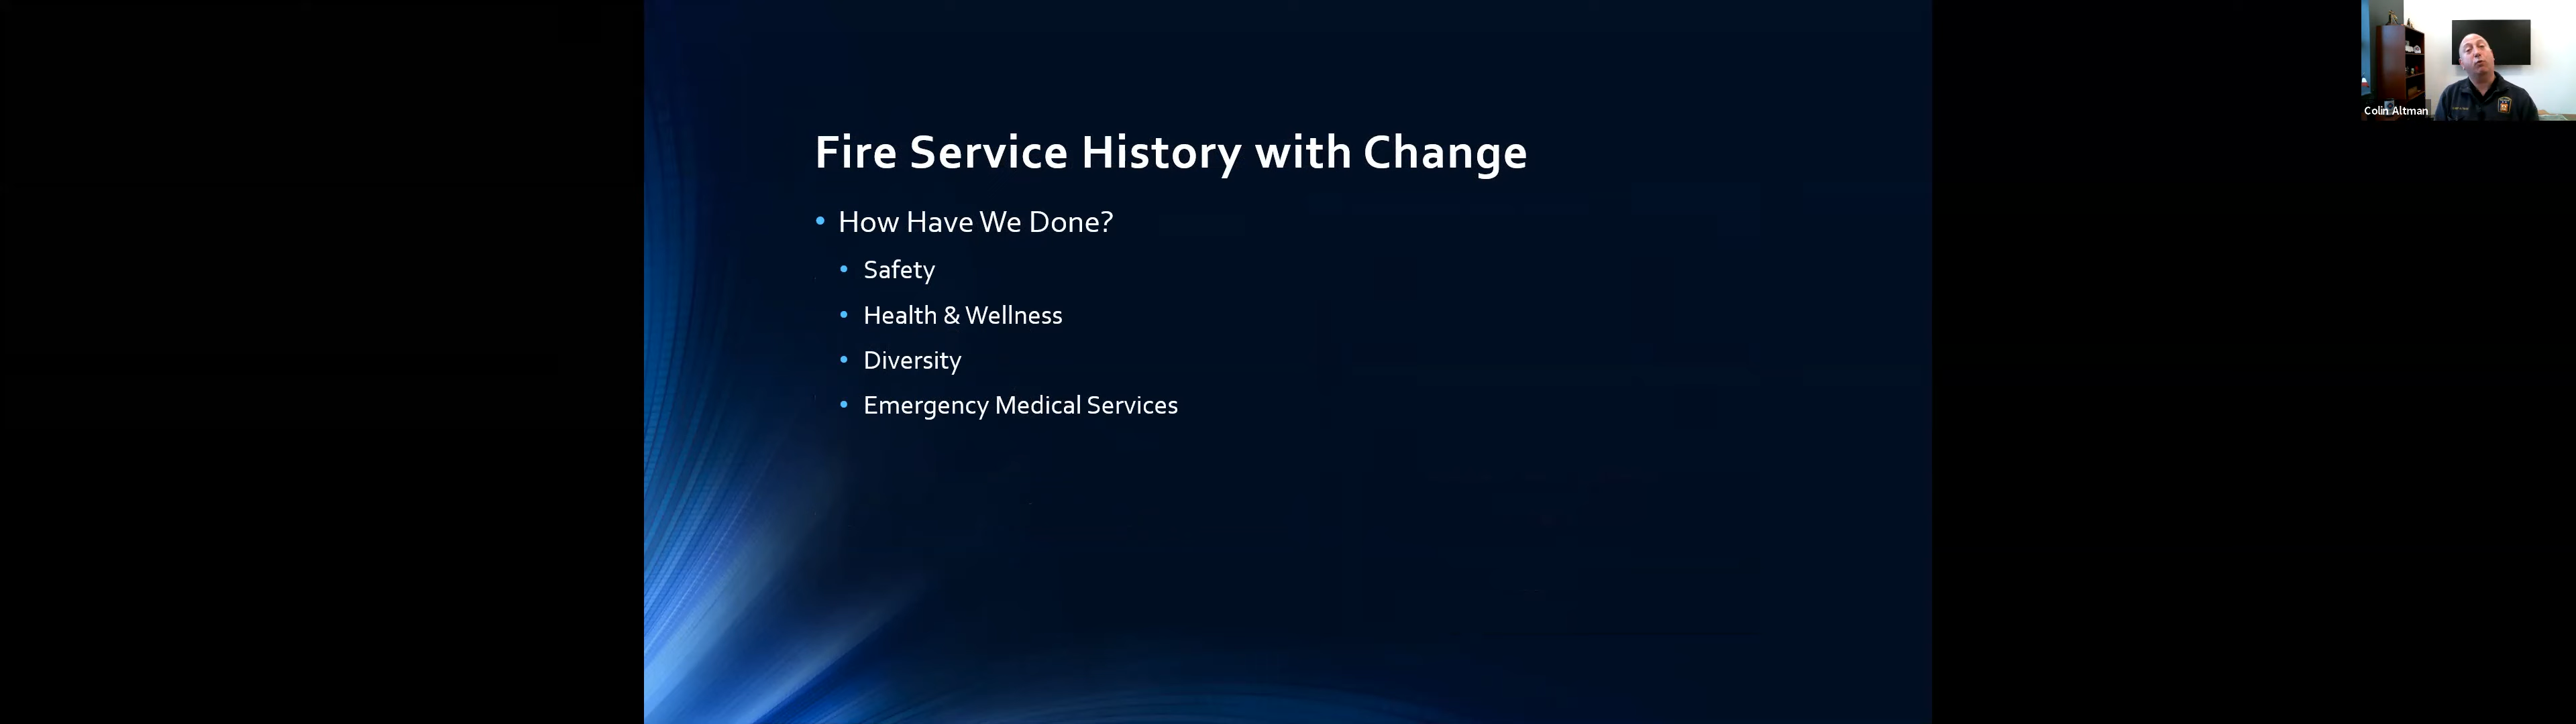 Fire Service History with Change
How Have We Done?
Safety
Health & Wellness
Diversity
Emergency Medical Services
Colin Altman